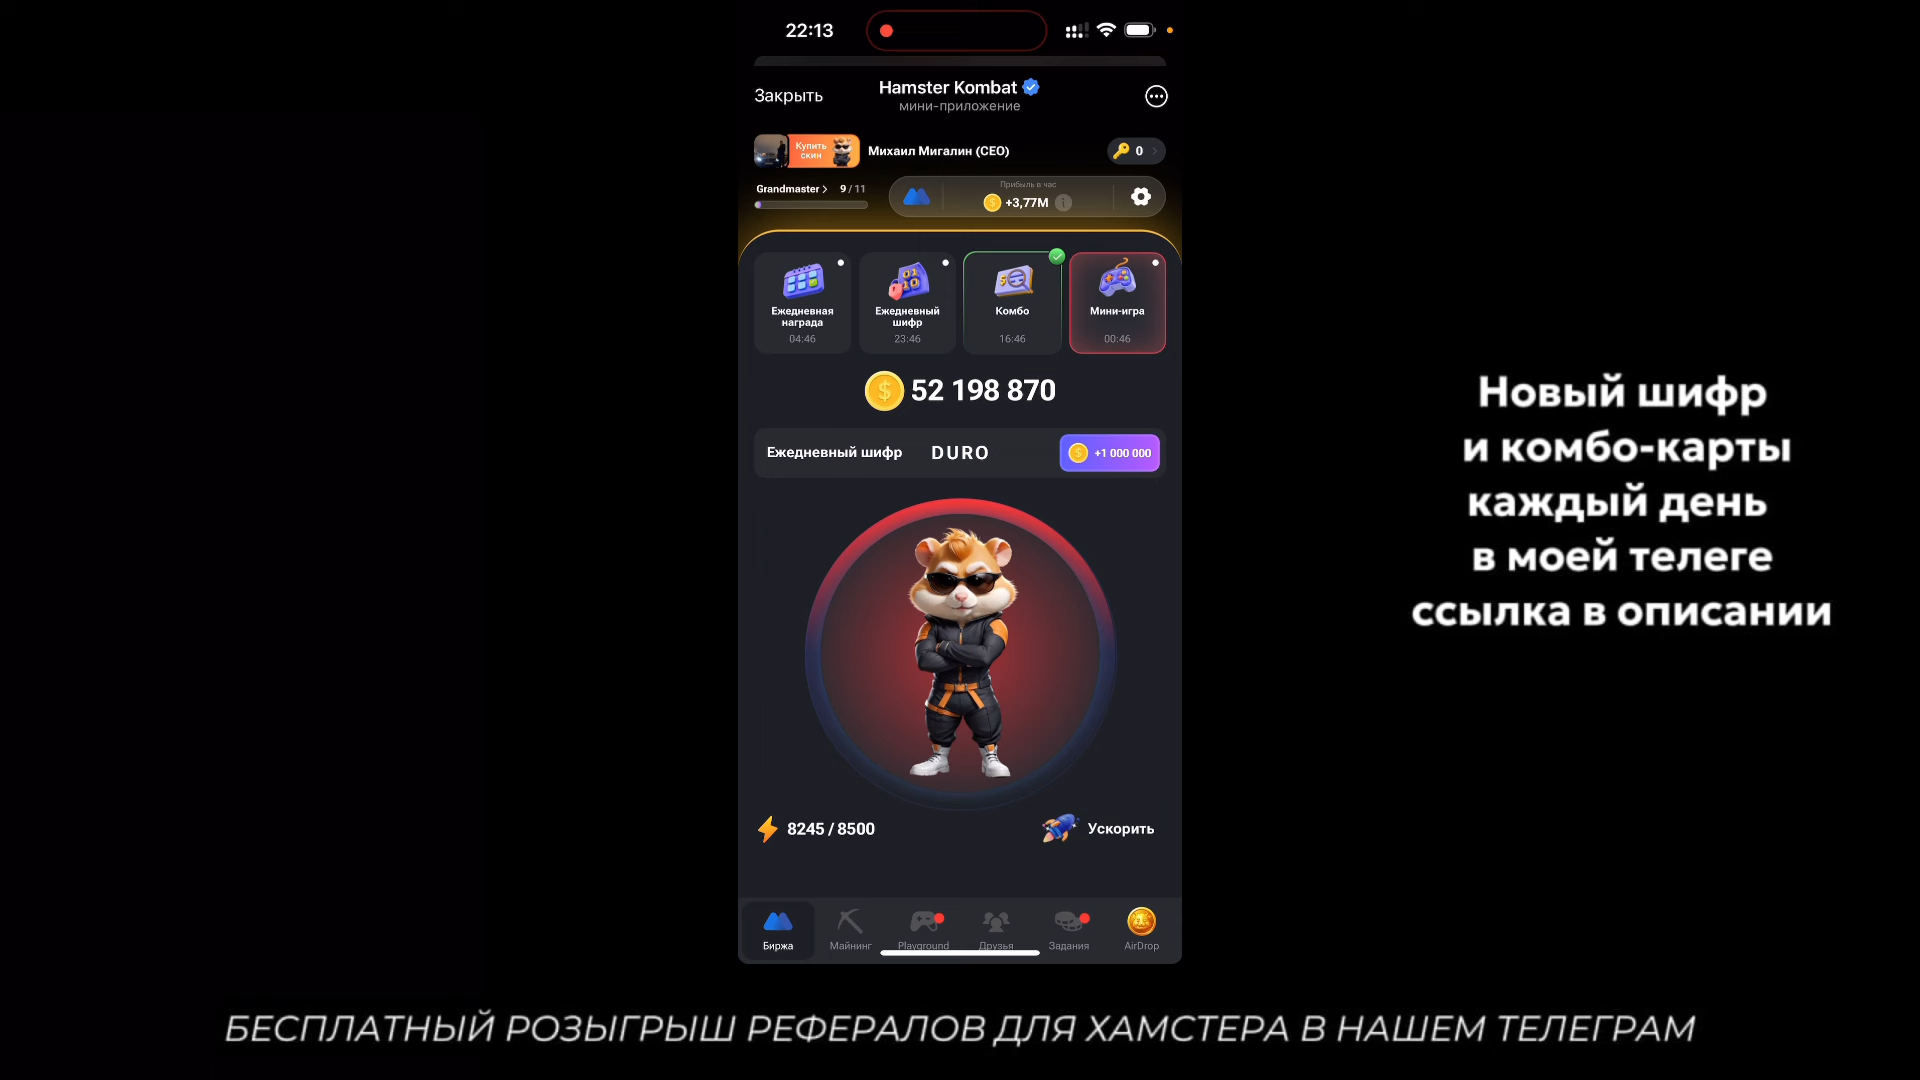 22:13
Закрыть
Hamster Kombat
мини-приложение
Купить
скин
Михаил Мигалин (CEO)
0
Grandmaster 9 / 11
Прибыль в час
+3,77M
Ежедневная
награда
04:46
01
10
Ежедневный
шифр
23:46
Комбо
16:46
Мини-игра
00:46
52 198 870
Ежедневный шифр DURO +1 000 000
Новый шифр
и комбо-карты
каждый день
в моей телеге
ссылка в описании
8245 / 8500
Ускорить
Биржа
Майнинг
Playground
Друзья
Задания
AirDrop
БЕСПЛАТНЫЙ РОЗЫГРЫШ РЕФЕРАЛОВ ДЛЯ ХАМСТЕРА В НАШЕМ ТЕЛЕГРАМ